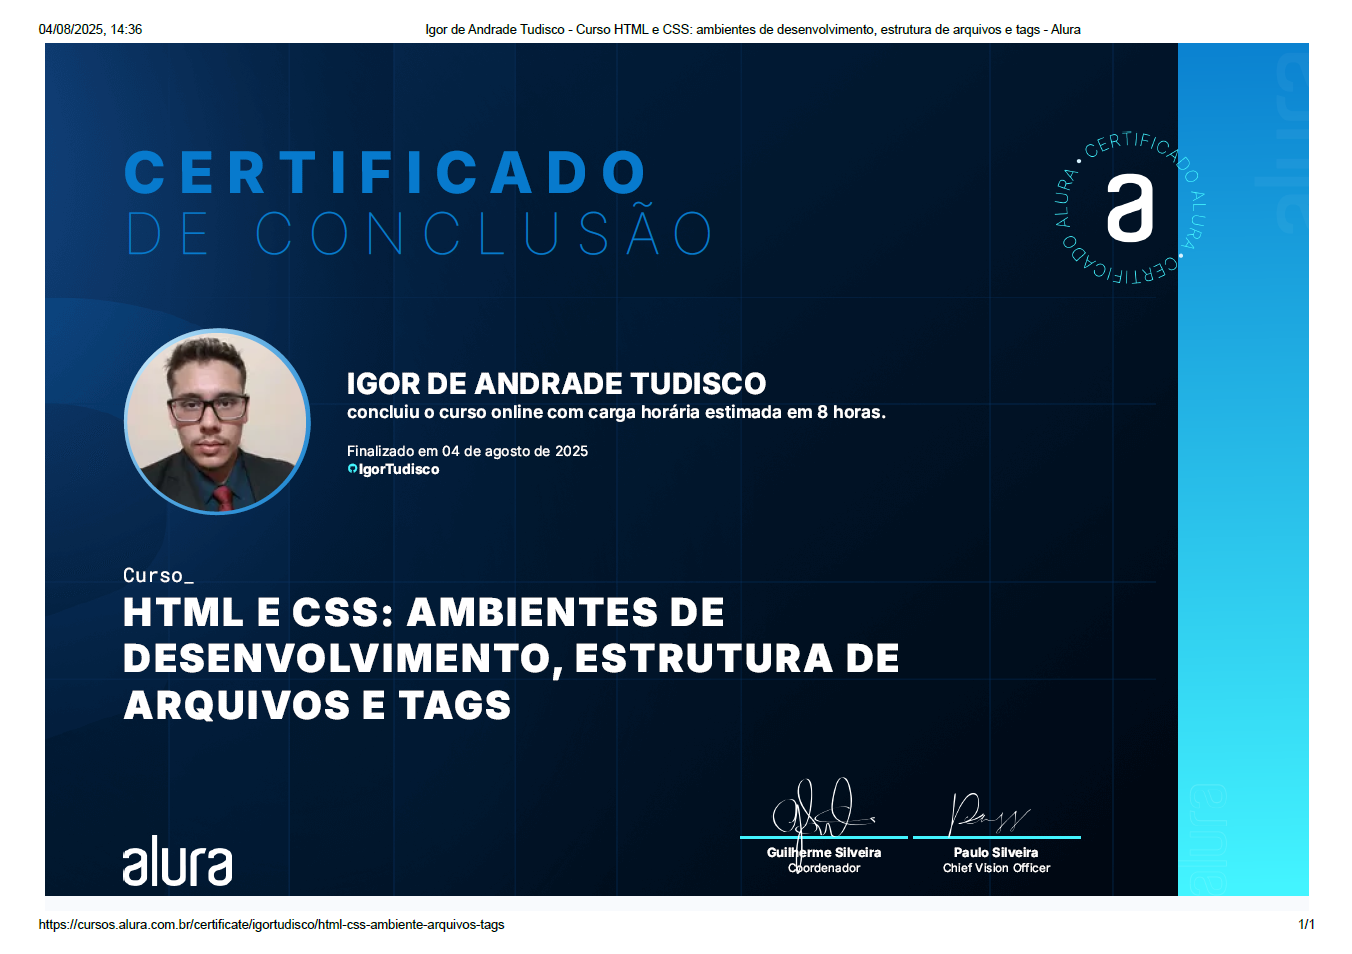 04/08/2025, 14:36
Igor de Andrade Tudisco - Curso HTML e CSS: ambientes de desenvolvimento, estrutura de arquivos e tags - Alura
CERTIFICADO
DE CONCLUSÃO
CERTIFICADO ALURA • CERTIFICADO ALURA •
a
alura
IGOR DE ANDRADE TUDISCO
concluiu o curso online com carga horária estimada em 8 horas.
Finalizado em 04 de agosto de 2025
IgorTudisco
Curso_
HTML E CSS: AMBIENTES DE
DESENVOLVIMENTO, ESTRUTURA DE
ARQUIVOS E TAGS
alura
Guilherme Silveira
Coordenador
Paulo Silveira
Chief Vision Officer
alura
https://cursos.alura.com.br/certificate/igortudisco/html-css-ambiente-arquivos-tags
1/1